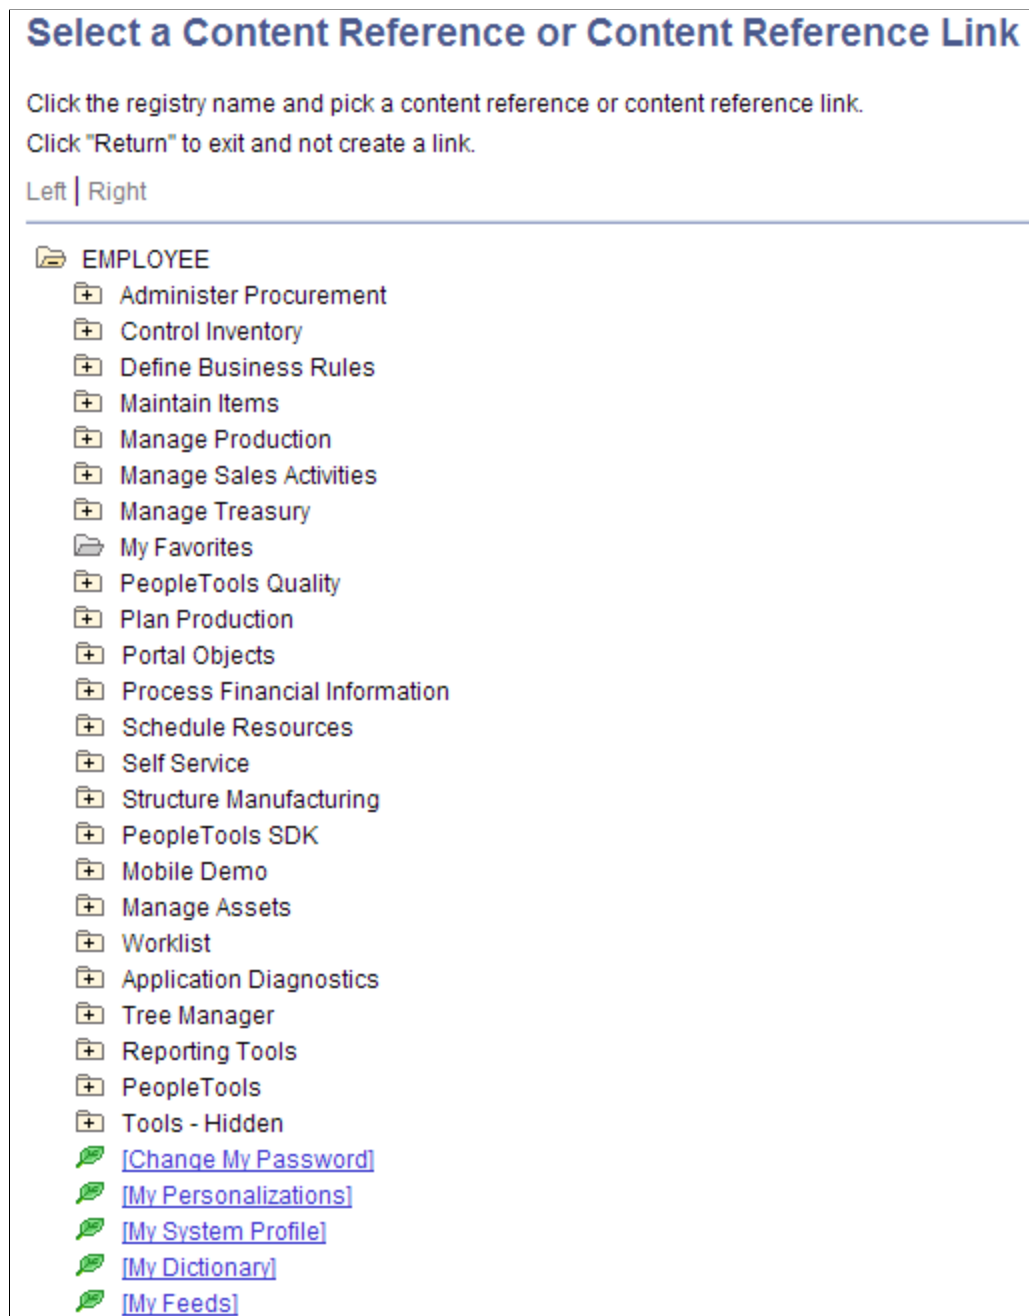 Select a Content Reference or Content Reference Link
Click the registry name and pick a content reference or content reference link.
Click "Return" to exit and not create a link.
Left | Right
EMPLOYEE
Administer Procurement
Control Inventory
Define Business Rules
Maintain Items
Manage Production
Manage Sales Activities
Manage Treasury
My Favorites
PeopleTools Quality
Plan Production
Portal Objects
Process Financial Information
Schedule Resources
Self Service
Structure Manufacturing
PeopleTools SDK
Mobile Demo
Manage Assets
Worklist
Application Diagnostics
Tree Manager
Reporting Tools
PeopleTools
Tools - Hidden
[Change My Password]
[My Personalizations]
[My System Profile]
[My Dictionary]
[My Feeds]